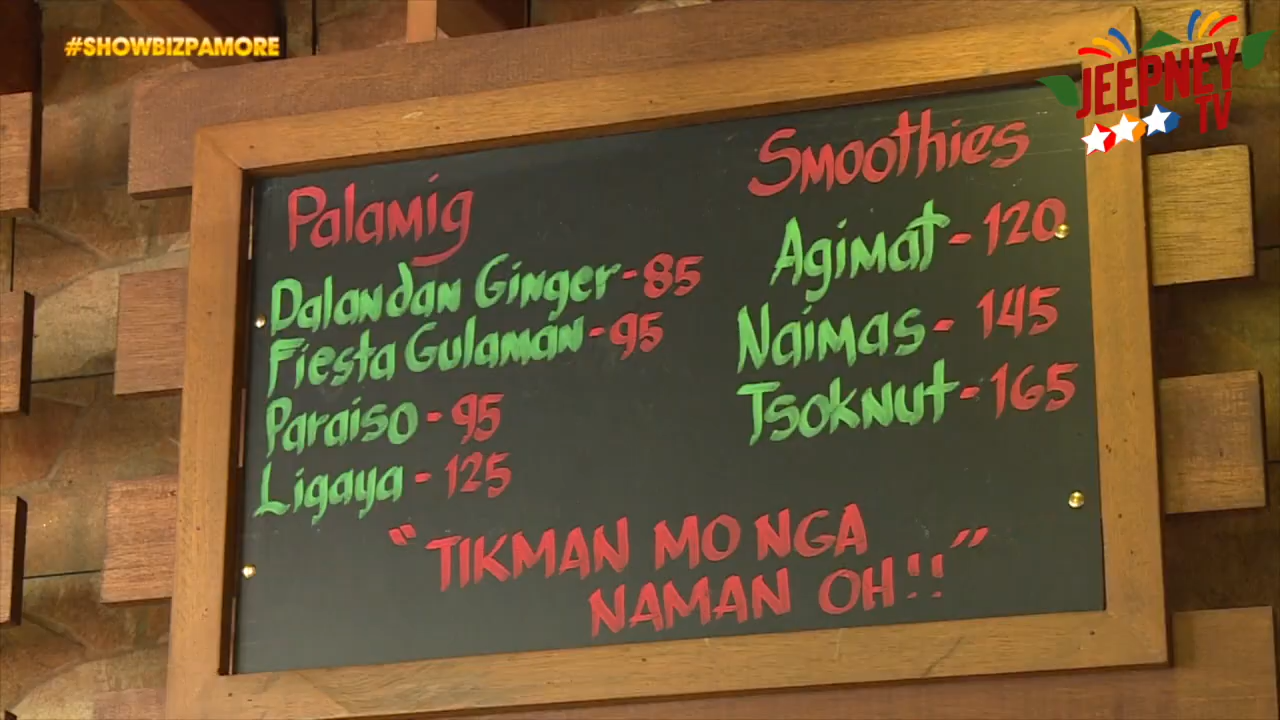 #SHOWBIZPAMORE
JEEPNEY
TV
Palamig
Dalandan Ginger - 85
Fiesta Gulaman - 95
Paraiso - 95
Ligaya - 125
Smoothies
Agimat - 120
Naimas - 145
Tsoknut - 165
"TIKMAN MO NGA
NAMAN OH!!"